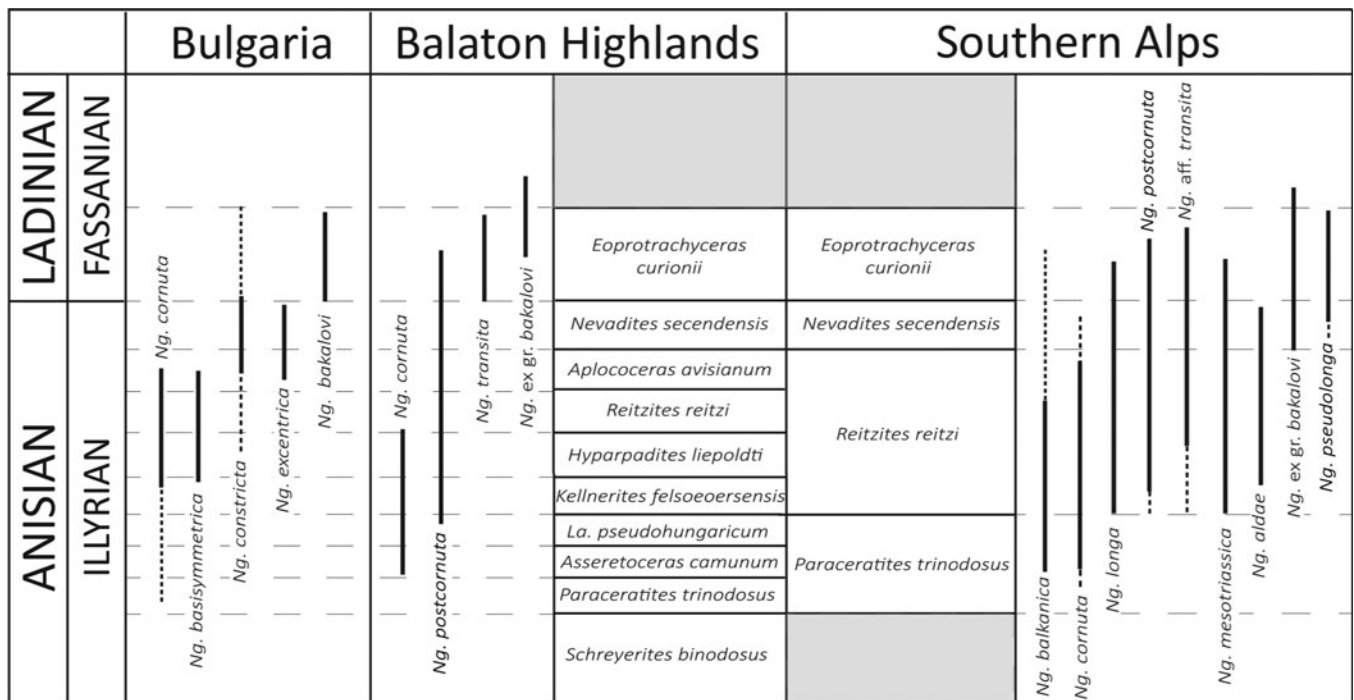 Bulgaria
Balaton Highlands
Southern Alps
LADINIAN
FASSANIAN
ANISIAN
ILLYRIAN
Ng. cornuta
Ng. basisymmetrica
Ng. constricta
Ng. excentrica
Ng. bakalovi
Ng. cornuta
Ng. postcornuta
Ng. transita
Ng. ex gr. bakalovi
Eoprotrachyceras
curionii
Nevadites secendensis
Aplococeras avisianum
Reitzites reitzi
Hyparpadites liepoldti
Kellnerites felsoeoersensis
La. pseudohungaricum
Asseretoceras camunum
Paraceratites trinodosus
Schreyerites binodosus
Eoprotrachyceras
curionii
Nevadites secendensis
Reitzites reitzi
Paraceratites trinodosus
Ng. balkanica
Ng. cornuta
Ng. longa
Ng. postcornuta
Ng. aff. transita
Ng. mesotriassica
Ng. aldae
Ng. ex gr. bakalovi
Ng. pseudolonga